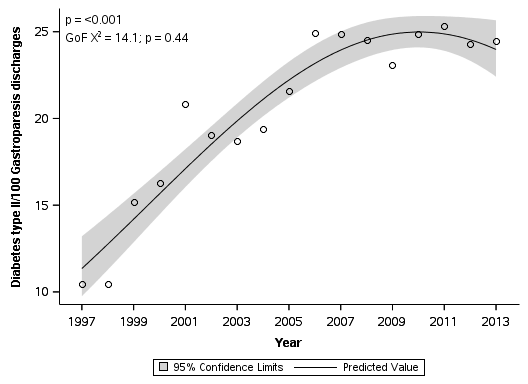 p = <0.001
GoF X² = 14.1; p = 0.44
Diabetes type II/100 Gastroparesis discharges
25
20
15
10
1997 1999 2001 2003 2005 2007 2009 2011 2013
Year
95% Confidence Limits Predicted Value